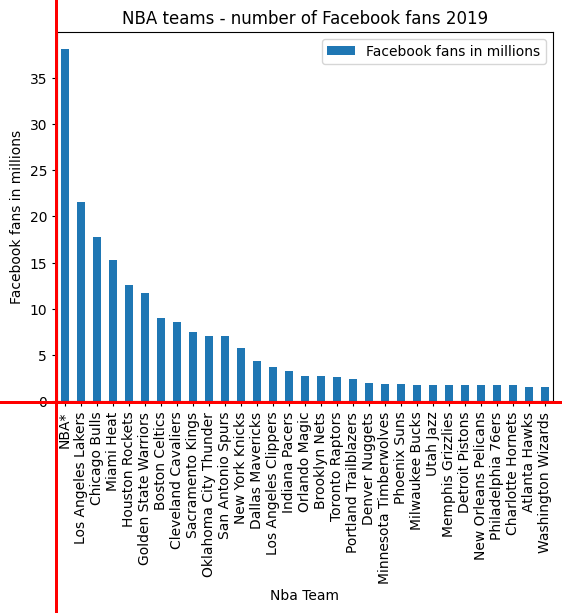 NBA teams - number of Facebook fans 2019
Facebook fans in millions
Facebook fans in millions
35
30
25
20
15
10
5
0
NBA*
Los Angeles Lakers
Chicago Bulls
Miami Heat
Houston Rockets
Golden State Warriors
Boston Celtics
Cleveland Cavaliers
Sacramento Kings
Oklahoma City Thunder
San Antonio Spurs
New York Knicks
Dallas Mavericks
Los Angeles Clippers
Indiana Pacers
Orlando Magic
Brooklyn Nets
Toronto Raptors
Portland Trailblazers
Denver Nuggets
Minnesota Timberwolves
Phoenix Suns
Milwaukee Bucks
Utah Jazz
Memphis Grizzlies
Detroit Pistons
New Orleans Pelicans
Philadelphia 76ers
Charlotte Hornets
Atlanta Hawks
Washington Wizards
Nba Team